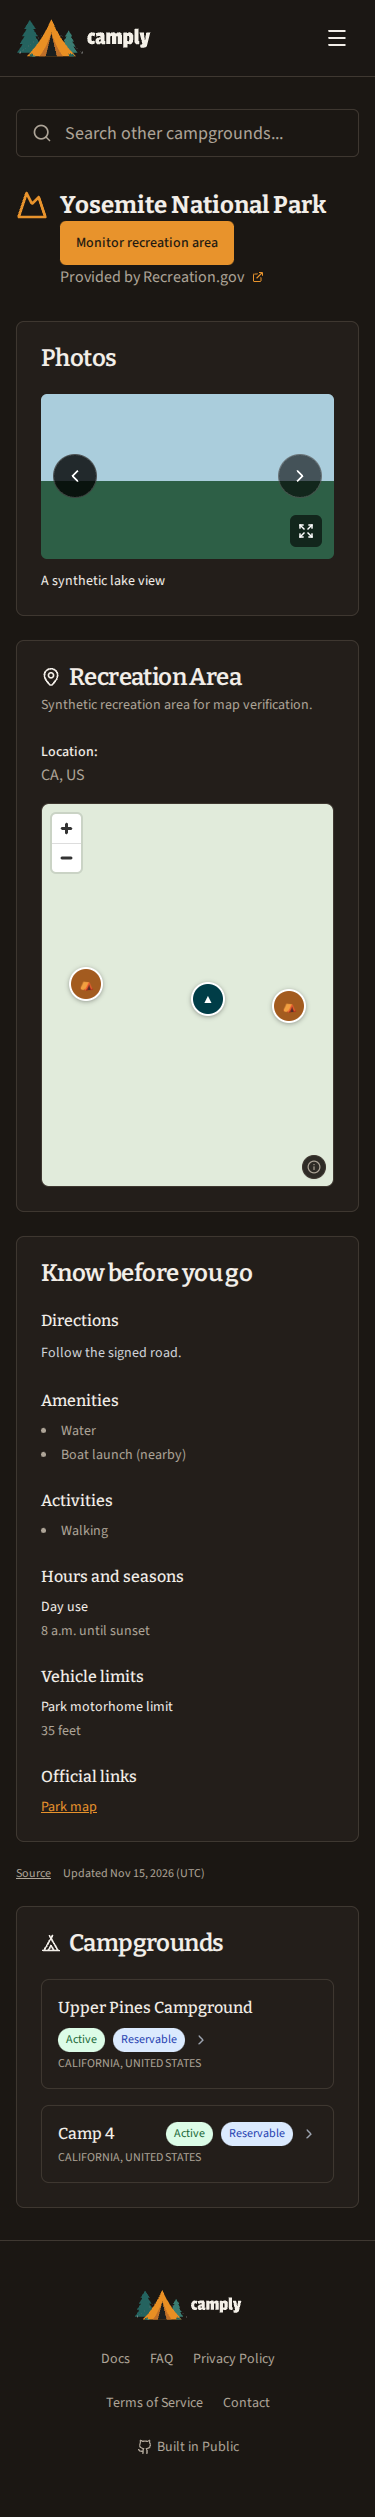 camply
Search other campgrounds...
Yosemite National Park
Monitor recreation area
Provided by Recreation.gov
Photos
A synthetic lake view
Recreation Area
Synthetic recreation area for map verification.
Location:
CA, US
Know before you go
Directions
Follow the signed road.
Amenities
Water
Boat launch (nearby)
Activities
Walking
Hours and seasons
Day use
8 a.m. until sunset
Vehicle limits
Park motorhome limit
35 feet
Official links
Park map
Source Updated Nov 15, 2026 (UTC)
Campgrounds
Upper Pines Campground
Active Reservable
CALIFORNIA, UNITED STATES
Camp 4 Active Reservable
CALIFORNIA, UNITED STATES
camply
Docs FAQ Privacy Policy
Terms of Service Contact
Built in Public